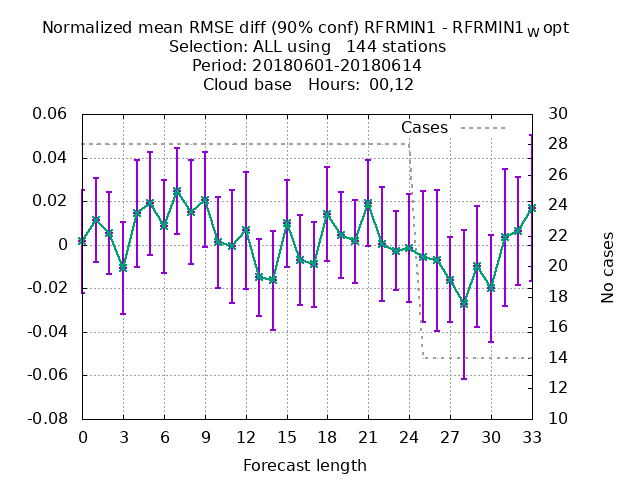 Normalized mean RMSE diff (90% conf) RFRMIN1 - RFRMIN1_W opt
Selection: ALL using   144 stations
Period: 20180601-20180614
Cloud base   Hours:  00,12
0.06
0.04
0.02
0
-0.02
-0.04
-0.06
-0.08
Cases
30
28
26
24
22
20
18
16
14
12
10
No cases
0 3 6 9 12 15 18 21 24 27 30 33
Forecast length